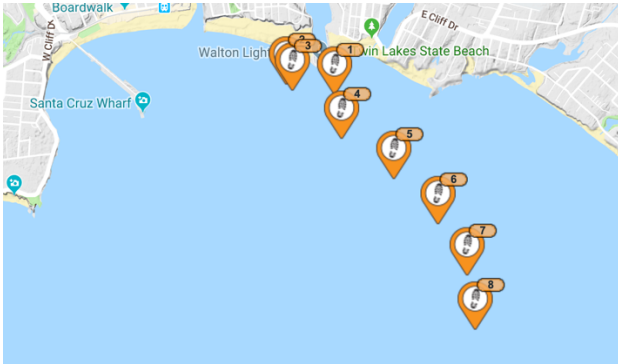 Boardwalk
W Cliff Dr
E Cliff Dr
Walton Ligh
win Lakes State Beach
Santa Cruz Wharf
2
3
1
4
5
6
7
8